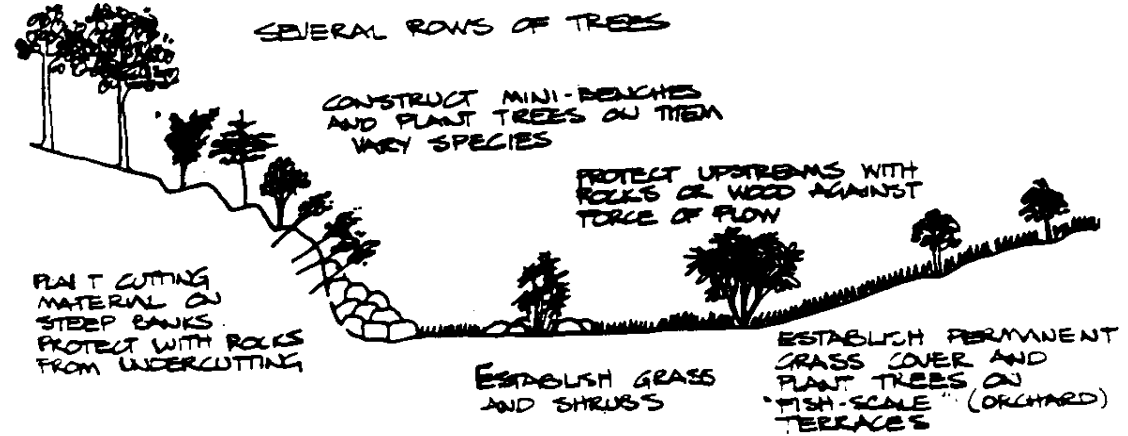 SEVERAL ROWS OF TREES
CONSTRUCT MINI-BENCHES
AND PLANT TREES ON THEM
VARY SPECIES
PROTECT UPSTREAMS WITH
ROCKS OR WOOD AGAINST
FORCE OF FLOW
PLANT CUTTING
MATERIAL ON
STEEP BANKS
PROTECT WITH ROCKS
FROM UNDERCUTTING
ESTABLISH GRASS
AND SHRUBS
ESTABLISH PERMANENT
GRASS COVER AND
PLANT TREES ON
"FISH-SCALE" (ORCHARD)
TERRACES